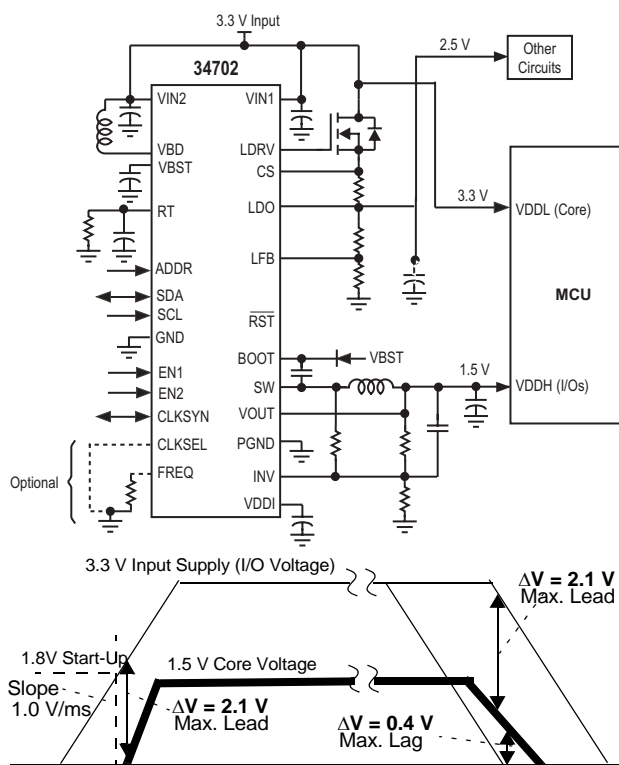 3.3 V Input
34702
2.5 V
Other
Circuits
VIN2
VIN1
VBD
LDRV
VBST
CS
RT
LDO
3.3 V
VDDL (Core)
ADDR
LFB
MCU
SDA
SCL
RST
GND
BOOT
VBST
EN1
SW
1.5 V
VDDH (I/Os)
EN2
VOUT
CLKSYN
CLKSEL
PGND
Optional
FREQ
INV
VDDI
3.3 V Input Supply (I/O Voltage)
ΔV = 2.1 V
Max. Lead
1.8V Start-Up
1.5 V Core Voltage
Slope
1.0 V/ms
ΔV = 2.1 V
Max. Lead
ΔV = 0.4 V
Max. Lag